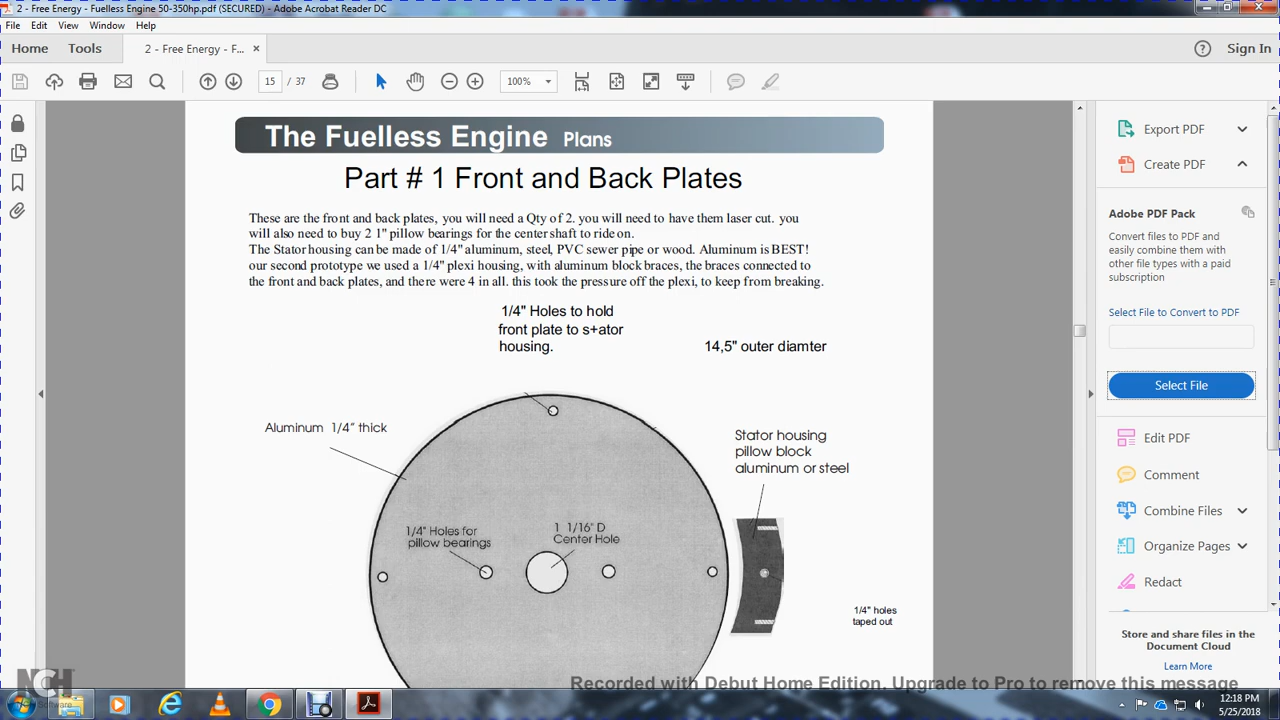 2 - Free Energy - Fuelless Engine 50-350hp.pdf (SECURED) - Adobe Acrobat Reader DC
File Edit View Window Help
Home Tools 2 - Free Energy - F... × Sign In
15 / 37 100%
The Fuelless Engine Plans
Part # 1 Front and Back Plates
These are the front and back plates, you will need a Qty of 2. you will need to have them laser cut. you
will also need to buy 2 1" pillow bearings for the center shaft to ride on.
The Stator housing can be made of 1/4" aluminum, steel, PVC sewer pipe or wood. Aluminum is BEST!
our second prototype we used a 1/4" plexi housing, with aluminum block braces, the braces connected to
the front and back plates, and there were 4 in all. this took the pressure off the plexi, to keep from breaking.
1/4" Holes to hold
front plate to s+ator
housing.
14,5" outer diamter
Aluminum 1/4" thick
Stator housing
pillow block
aluminum or steel
1/4" Holes for
pillow bearings
1 1/16" D
Center Hole
1/4" holes
taped out
Export PDF
Create PDF
Adobe PDF Pack
Convert files to PDF and
easily combine them with
other file types with a paid
subscription
Select File to Convert to PDF
Select File
Edit PDF
Comment
Combine Files
Organize Pages
Redact
Store and share files in the
Document Cloud
Learn More
Recorded with Debut Home Edition. Upgrade to Pro to remove this message
NCH
Software
12:18 PM
5/25/2018